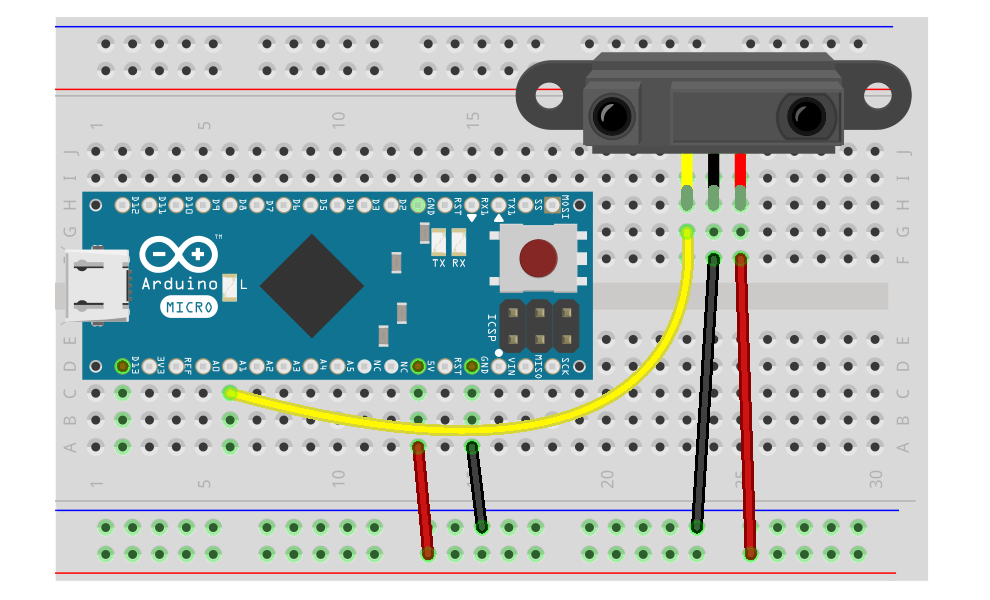 1 5 10 15
J J
I I
H D12 D11 D10 D9 D8 D7 D6 D5 D4 D3 D2 GND RST RX1 TX1 SS MOSI H
G G
F
TX RX
™
Arduino
MICRO
L
ICSP
E
D D13 3V3 REF A0 A1 A2 A3 A4 A5 NC NC 5V RST GND VIN MISO SCK D
C C
B B
A A
1 5 10 20 30